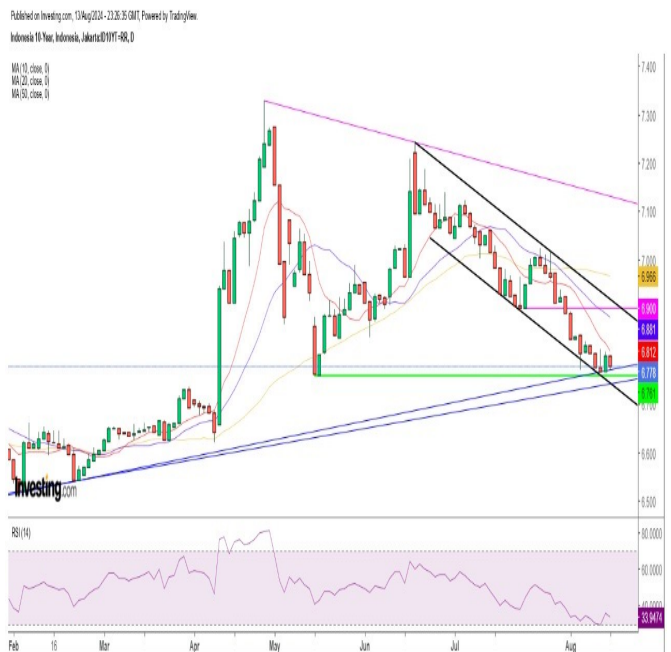 Published on Investing.com, 13/Aug/2024 - 23:26:35 GMT, Powered by TradingView.
Indonesia 10-Year, Indonesia, Jakarta:ID10YT=RR, D
MA (10, close, 0)
MA (20, close, 0)
MA (50, close, 0)
7.400
7.300
7.200
7.100
7.000
6.966
6.900
6.881
6.812
6.778
6.761
6.700
6.600
6.500
Investing.com
RSI (14)
80.0000
60.0000
40.0000
33.9474
Feb 16 Mar Apr May Jun Jul Aug